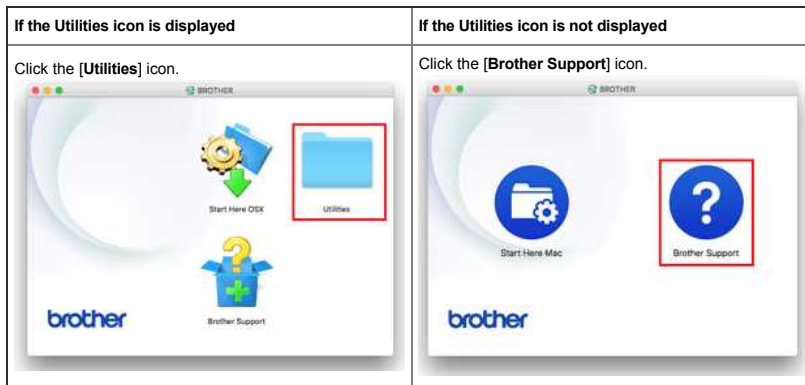 If the Utilities icon is displayed
If the Utilities icon is not displayed
Click the [Utilities] icon.
Click the [Brother Support] icon.
BROTHER
Start Here OSX
Utilities
Brother Support
brother
BROTHER
Start Here Mac
Brother Support
brother